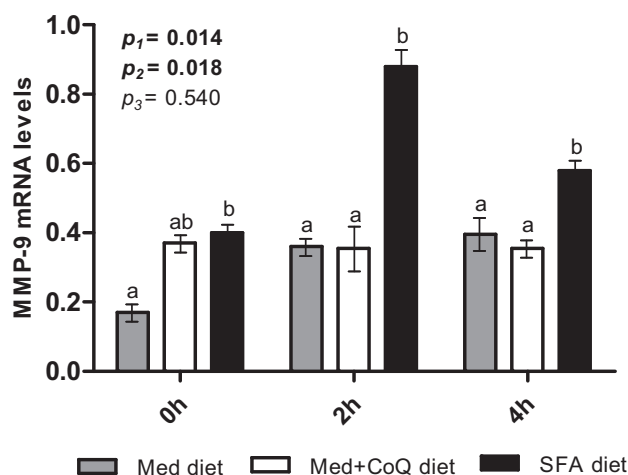 1.0
p1= 0.014
p2= 0.018
p3= 0.540
0.8
0.6
0.4
0.2
0.0
MMP-9 mRNA levels
a
ab
b
a
a
b
a
a
b
0h
2h
4h
Med diet
Med+CoQ diet
SFA diet